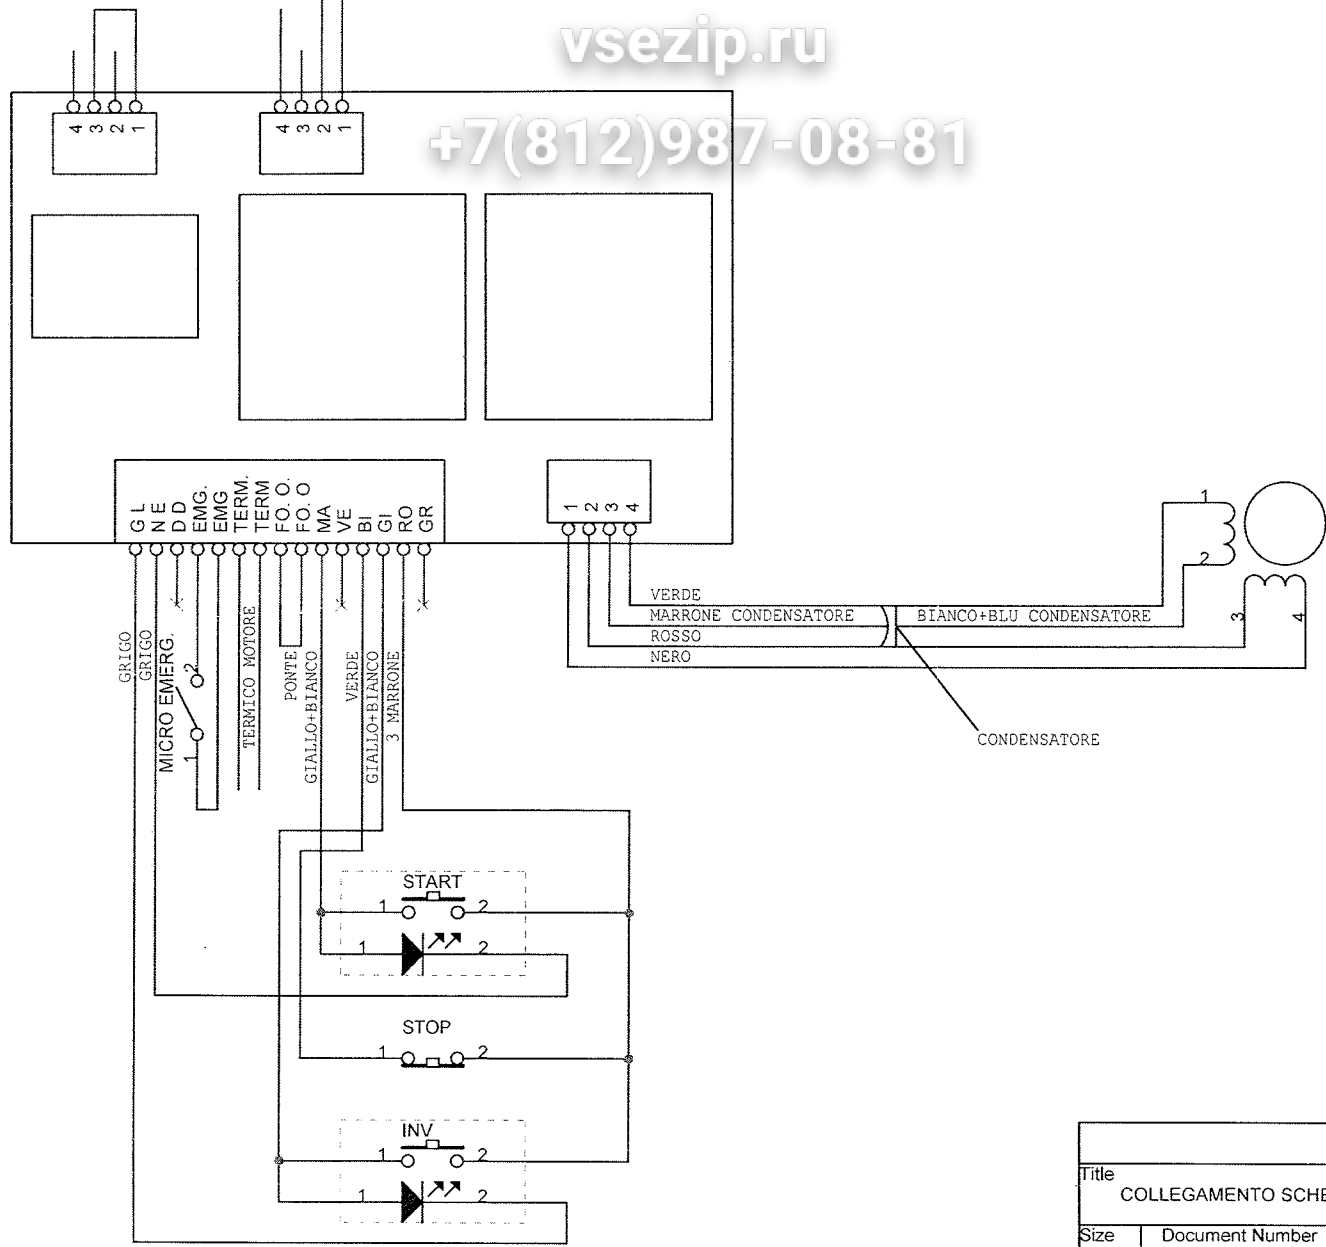 vsezip.ru
+7(812)987-08-81
4 3 2 1
4 3 2 1
GL
NE
DD
EMG.
EMG
TERM.
TERM
FO.O.
FO.O
MA
VE
BI
GI
RO
GR
1 2 3 4
VERDE
MARRONE CONDENSATORE
BIANCO+BLU CONDENSATORE
ROSSO
NERO
CONDENSATORE
1
2
3
4
GRIGO
GRIGO
MICRO EMERG.
2
1
TERMICO MOTORE
PONTE
GIALLO+BIANCO
VERDE
GIALLO+BIANCO
3 MARRONE
START
1 2
1 2
STOP
1 2
INV
1 2
1 2
Title
COLLEGAMENTO SCHE
Size Document Number